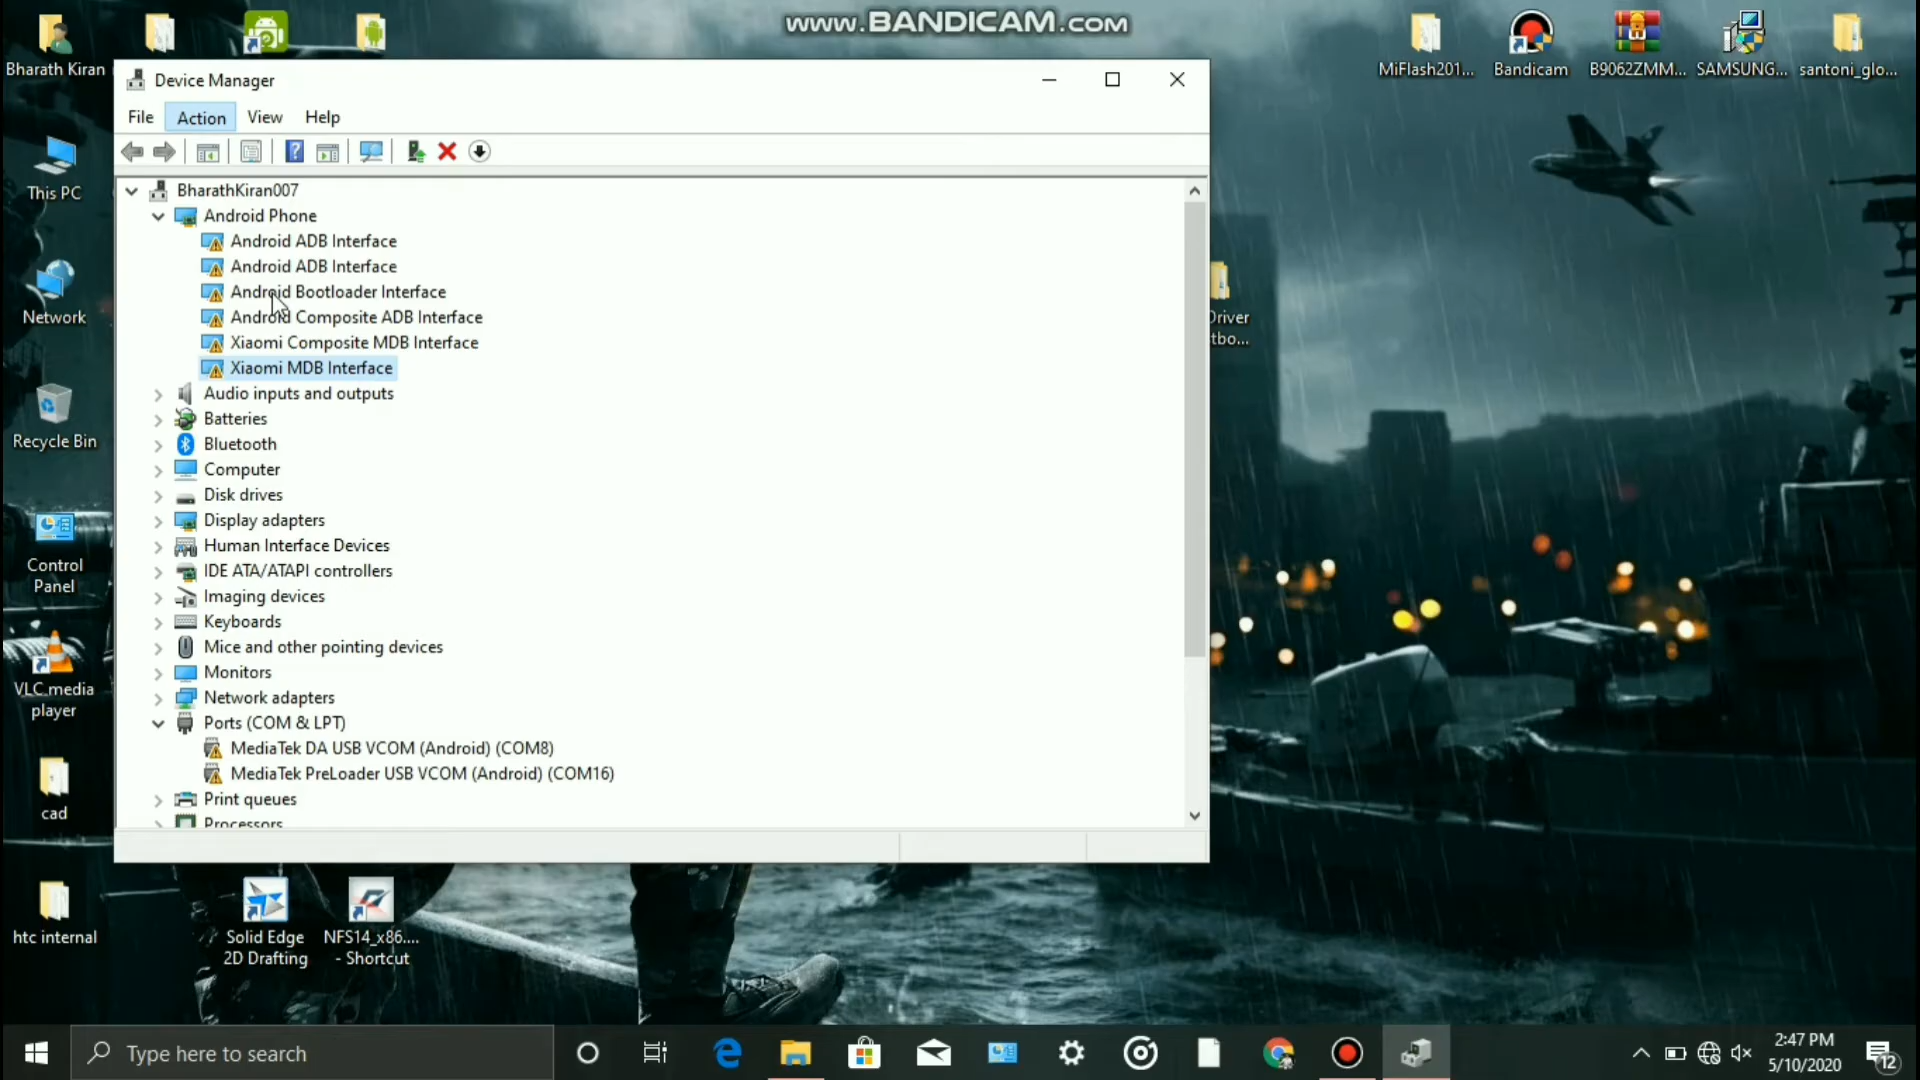 www.BANDICAM.com
Bharath Kiran
MiFlash201...
Bandicam
B9062ZMM...
SAMSUNG...
santoni_glo...
Device Manager
File Action View Help
This PC
Network
Recycle Bin
Control
Panel
VLC media
player
cad
htc internal
BharathKiran007
Android Phone
Android ADB Interface
Android ADB Interface
Android Bootloader Interface
Android Composite ADB Interface
Xiaomi Composite MDB Interface
Xiaomi MDB Interface
Audio inputs and outputs
Batteries
Bluetooth
Computer
Disk drives
Display adapters
Human Interface Devices
IDE ATA/ATAPI controllers
Imaging devices
Keyboards
Mice and other pointing devices
Monitors
Network adapters
Ports (COM & LPT)
MediaTek DA USB VCOM (Android) (COM8)
MediaTek PreLoader USB VCOM (Android) (COM16)
Print queues
Processors
Driver
tbo...
Solid Edge
2D Drafting
NFS14_x86....
- Shortcut
Type here to search
2:47 PM
5/10/2020
12